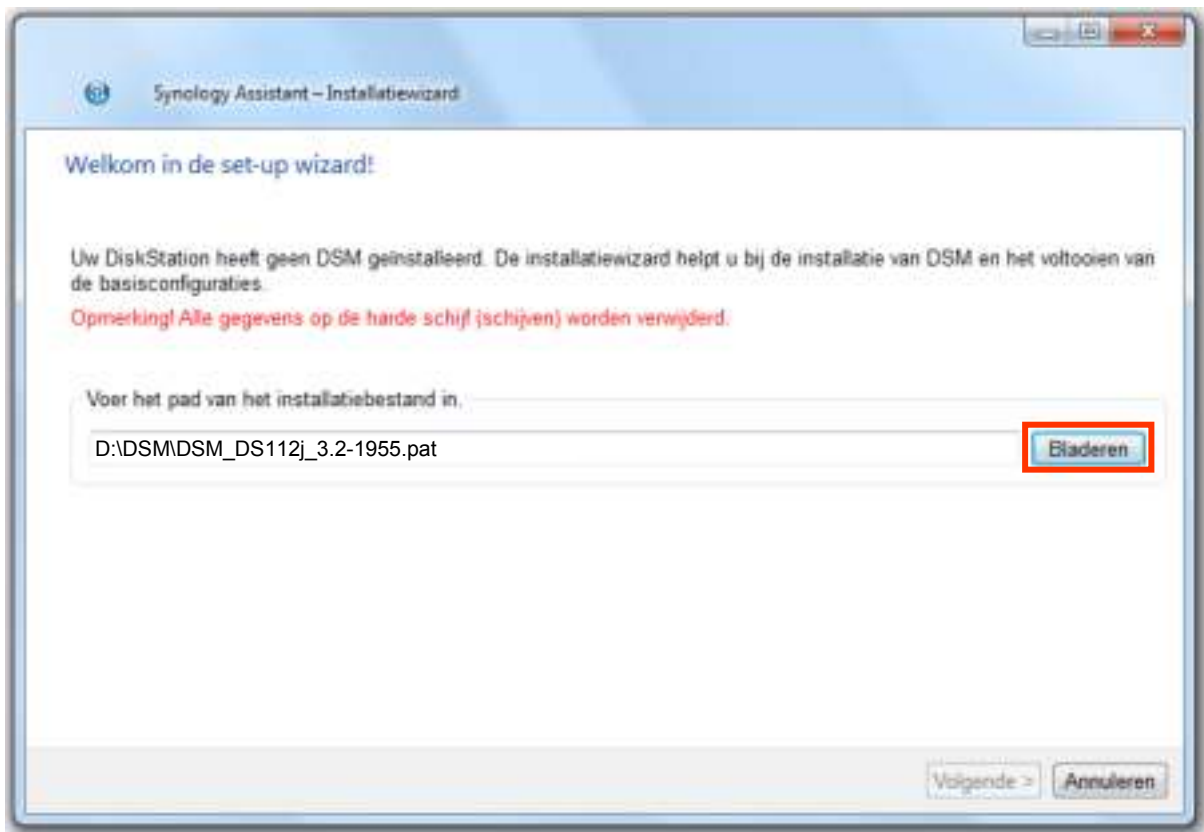 Synology Assistant – Installatiewizard
Welkom in de set-up wizard!
Uw DiskStation heeft geen DSM geïnstalleerd. De installatiewizard helpt u bij de installatie van DSM en het voltooien van
de basisconfiguraties.
Opmerking! Alle gegevens op de harde schijf (schijven) worden verwijderd.
Voer het pad van het installatiebestand in.
D:\DSM\DSM_DS112j_3.2-1955.pat
Bladeren
Volgende >
Annuleren